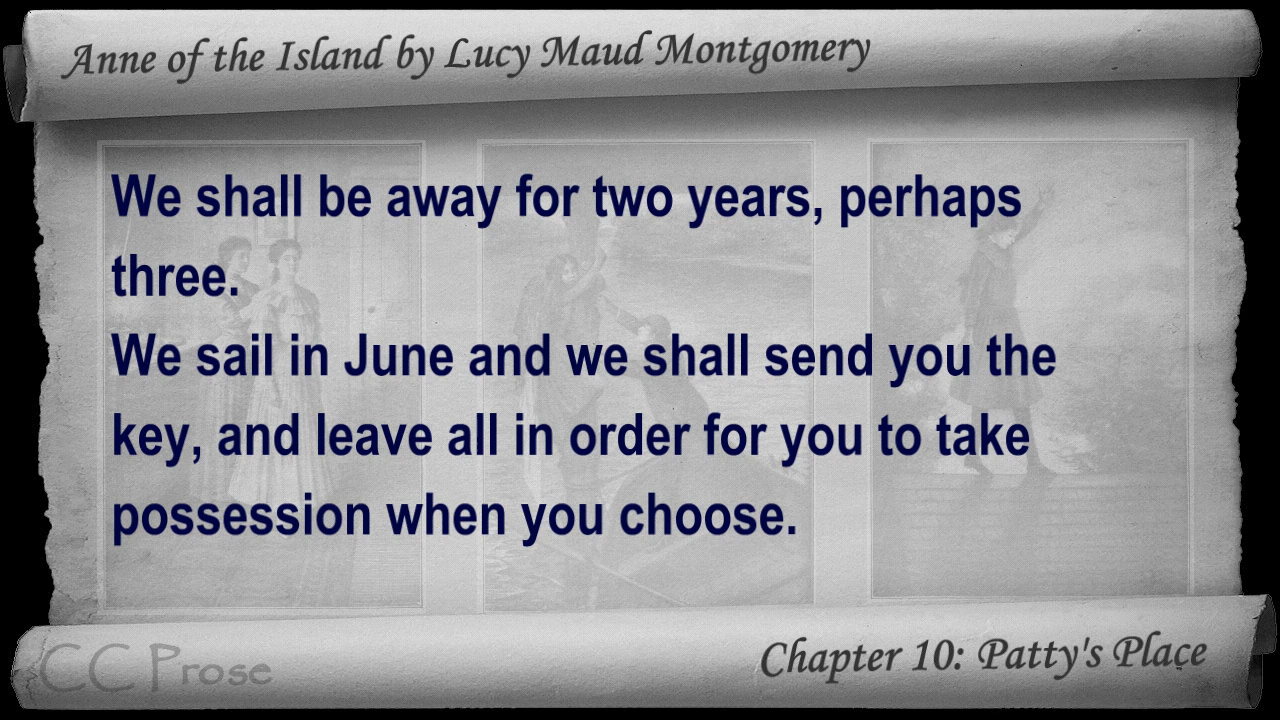 Anne of the Island by Lucy Maud Montgomery
We shall be away for two years, perhaps
three.
We sail in June and we shall send you the
key, and leave all in order for you to take
possession when you choose.
CC Prose
Chapter 10: Patty's Place